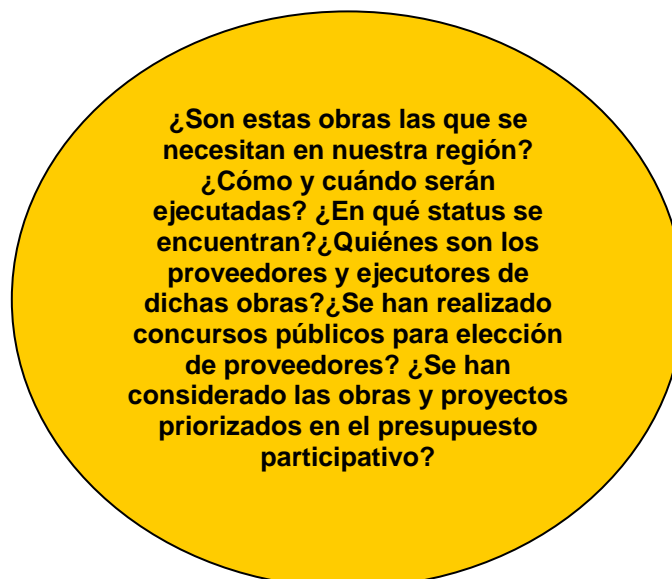 ¿Son estas obras las que se
necesitan en nuestra región?
¿Cómo y cuándo serán
ejecutadas? ¿En qué status se
encuentran?¿Quiénes son los
proveedores y ejecutores de
dichas obras?¿Se han realizado
concursos públicos para elección
de proveedores? ¿Se han
considerado las obras y proyectos
priorizados en el presupuesto
participativo?